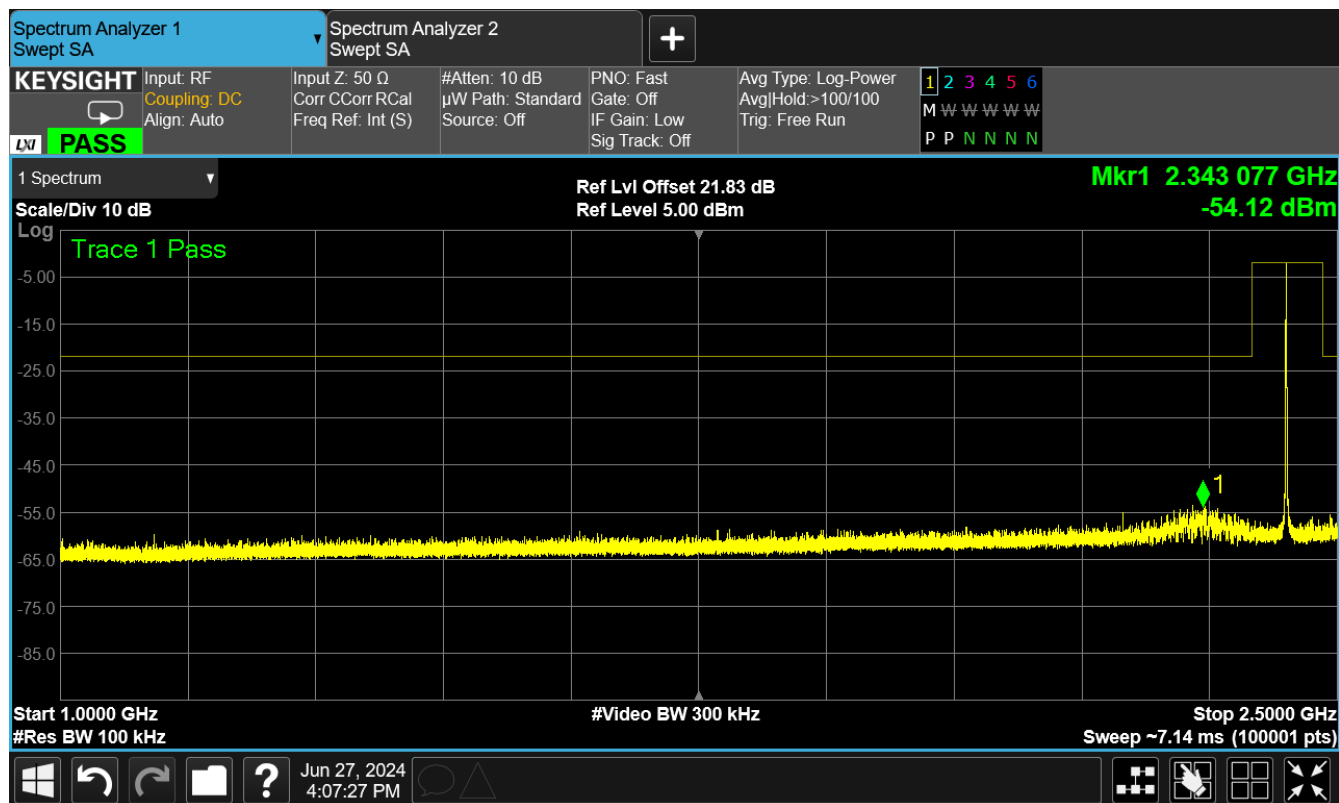 Spectrum Analyzer 1
Swept SA
Spectrum Analyzer 2
Swept SA
KEYSIGHT
LXI PASS
Input: RF
Coupling: DC
Align: Auto
Input Z: 50 Ω
Corr CCorr RCal
Freq Ref: Int (S)
#Atten: 10 dB
µW Path: Standard
Source: Off
PNO: Fast
Gate: Off
IF Gain: Low
Sig Track: Off
Avg Type: Log-Power
Avg|Hold:>100/100
Trig: Free Run
1 2 3 4 5 6
M W W W W W
P P N N N N
1 Spectrum
Scale/Div 10 dB
Log
Ref Lvl Offset 21.83 dB
Ref Level 5.00 dBm
Mkr1 2.343 077 GHz
-54.12 dBm
Trace 1 Pass
-5.00
-15.0
-25.0
-35.0
-45.0
1
-55.0
-65.0
-75.0
-85.0
Start 1.0000 GHz
#Res BW 100 kHz
#Video BW 300 kHz
Stop 2.5000 GHz
Sweep ~7.14 ms (100001 pts)
Jun 27, 2024
4:07:27 PM